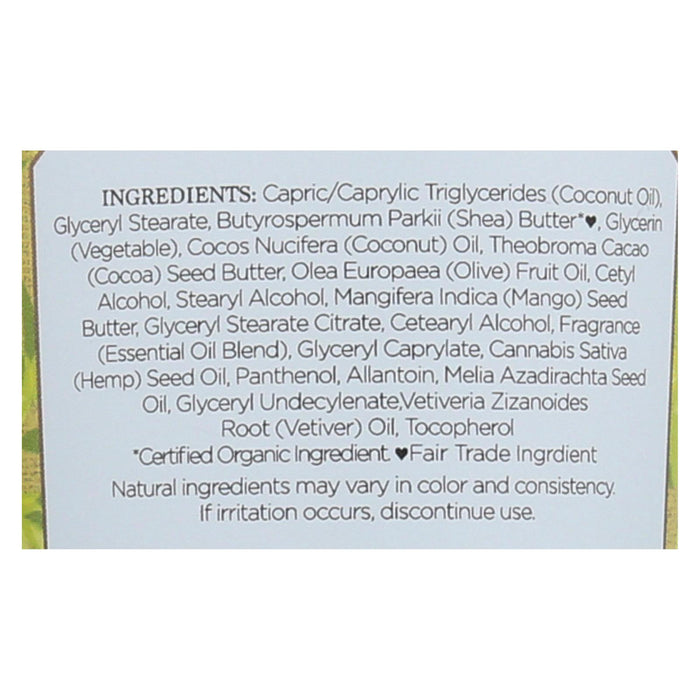 INGREDIENTS: Capric/Caprylic Triglycerides (Coconut Oil),
Glyceryl Stearate, Butyrospermum Parkii (Shea) Butter*♥, Glycerin
(Vegetable), Cocos Nucifera (Coconut) Oil, Theobroma Cacao
(Cocoa) Seed Butter, Olea Europaea (Olive) Fruit Oil, Cetyl
Alcohol, Stearyl Alcohol, Mangifera Indica (Mango) Seed
Butter, Glyceryl Stearate Citrate, Cetearyl Alcohol, Fragrance
(Essential Oil Blend), Glyceryl Caprylate, Cannabis Sativa
(Hemp) Seed Oil, Panthenol, Allantoin, Melia Azadirachta Seed
Oil, Glyceryl Undecylenate,Vetiveria Zizanoides
Root (Vetiver) Oil, Tocopherol
*Certified Organic Ingredient. ♥Fair Trade Ingrdient
Natural ingredients may vary in color and consistency.
If irritation occurs, discontinue use.